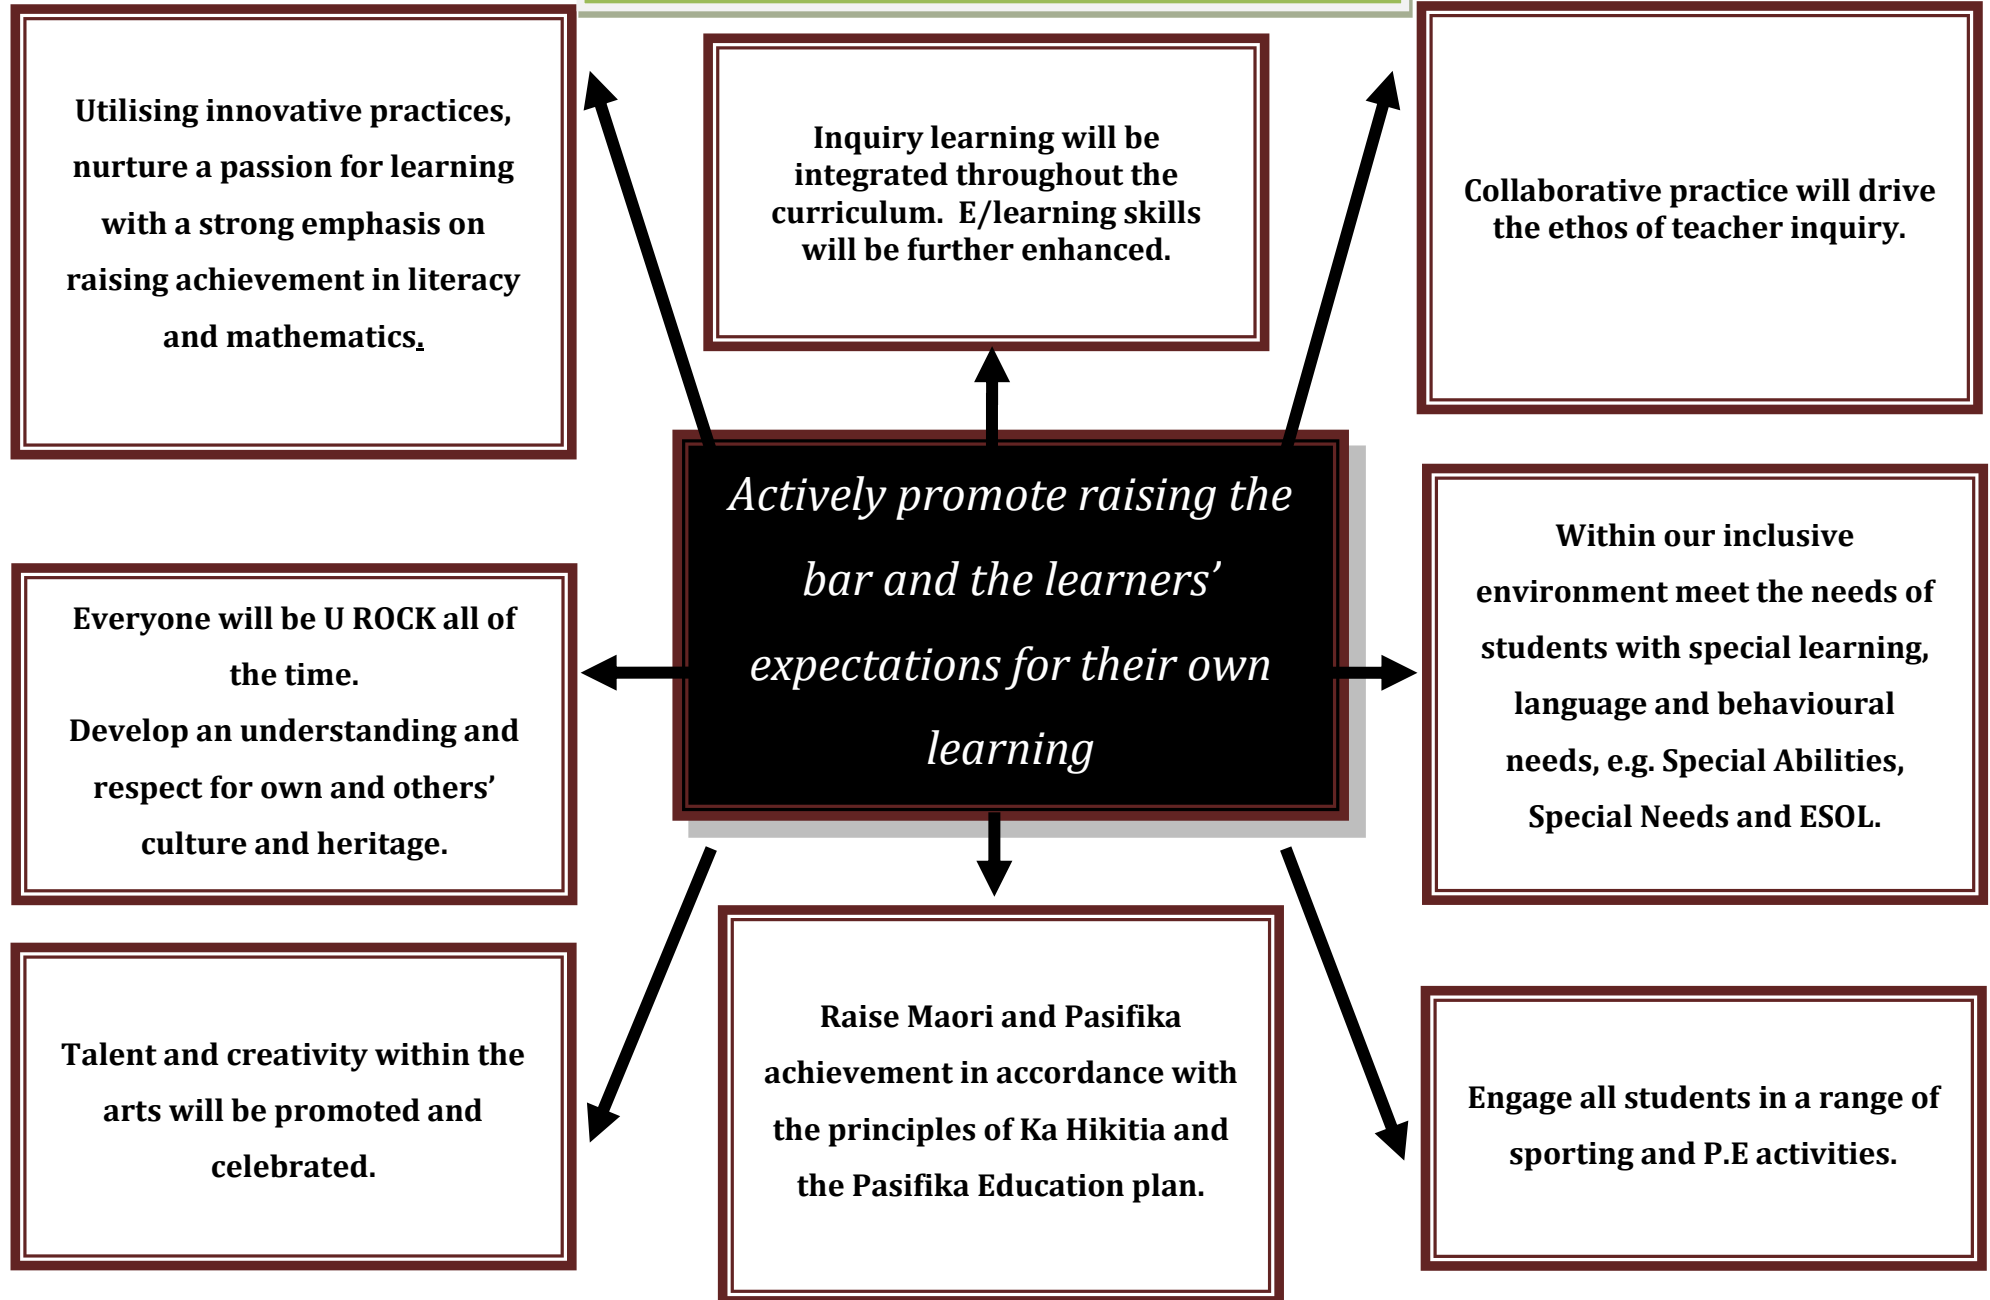 Utilising innovative practices,
nurture a passion for learning
with a strong emphasis on
raising achievement in literacy
and mathematics.
Inquiry learning will be
integrated throughout the
curriculum.  E/learning skills
will be further enhanced.
Collaborative practice will drive
the ethos of teacher inquiry.
Actively promote raising the
bar and the learners’
expectations for their own
learning
Everyone will be U ROCK all of
the time.
Develop an understanding and
respect for own and others’
culture and heritage.
Within our inclusive
environment meet the needs of
students with special learning,
language and behavioural
needs, e.g. Special Abilities,
Special Needs and ESOL.
Talent and creativity within the
arts will be promoted and
celebrated.
Raise Maori and Pasifika
achievement in accordance with
the principles of Ka Hikitia and
the Pasifika Education plan.
Engage all students in a range of
sporting and P.E activities.